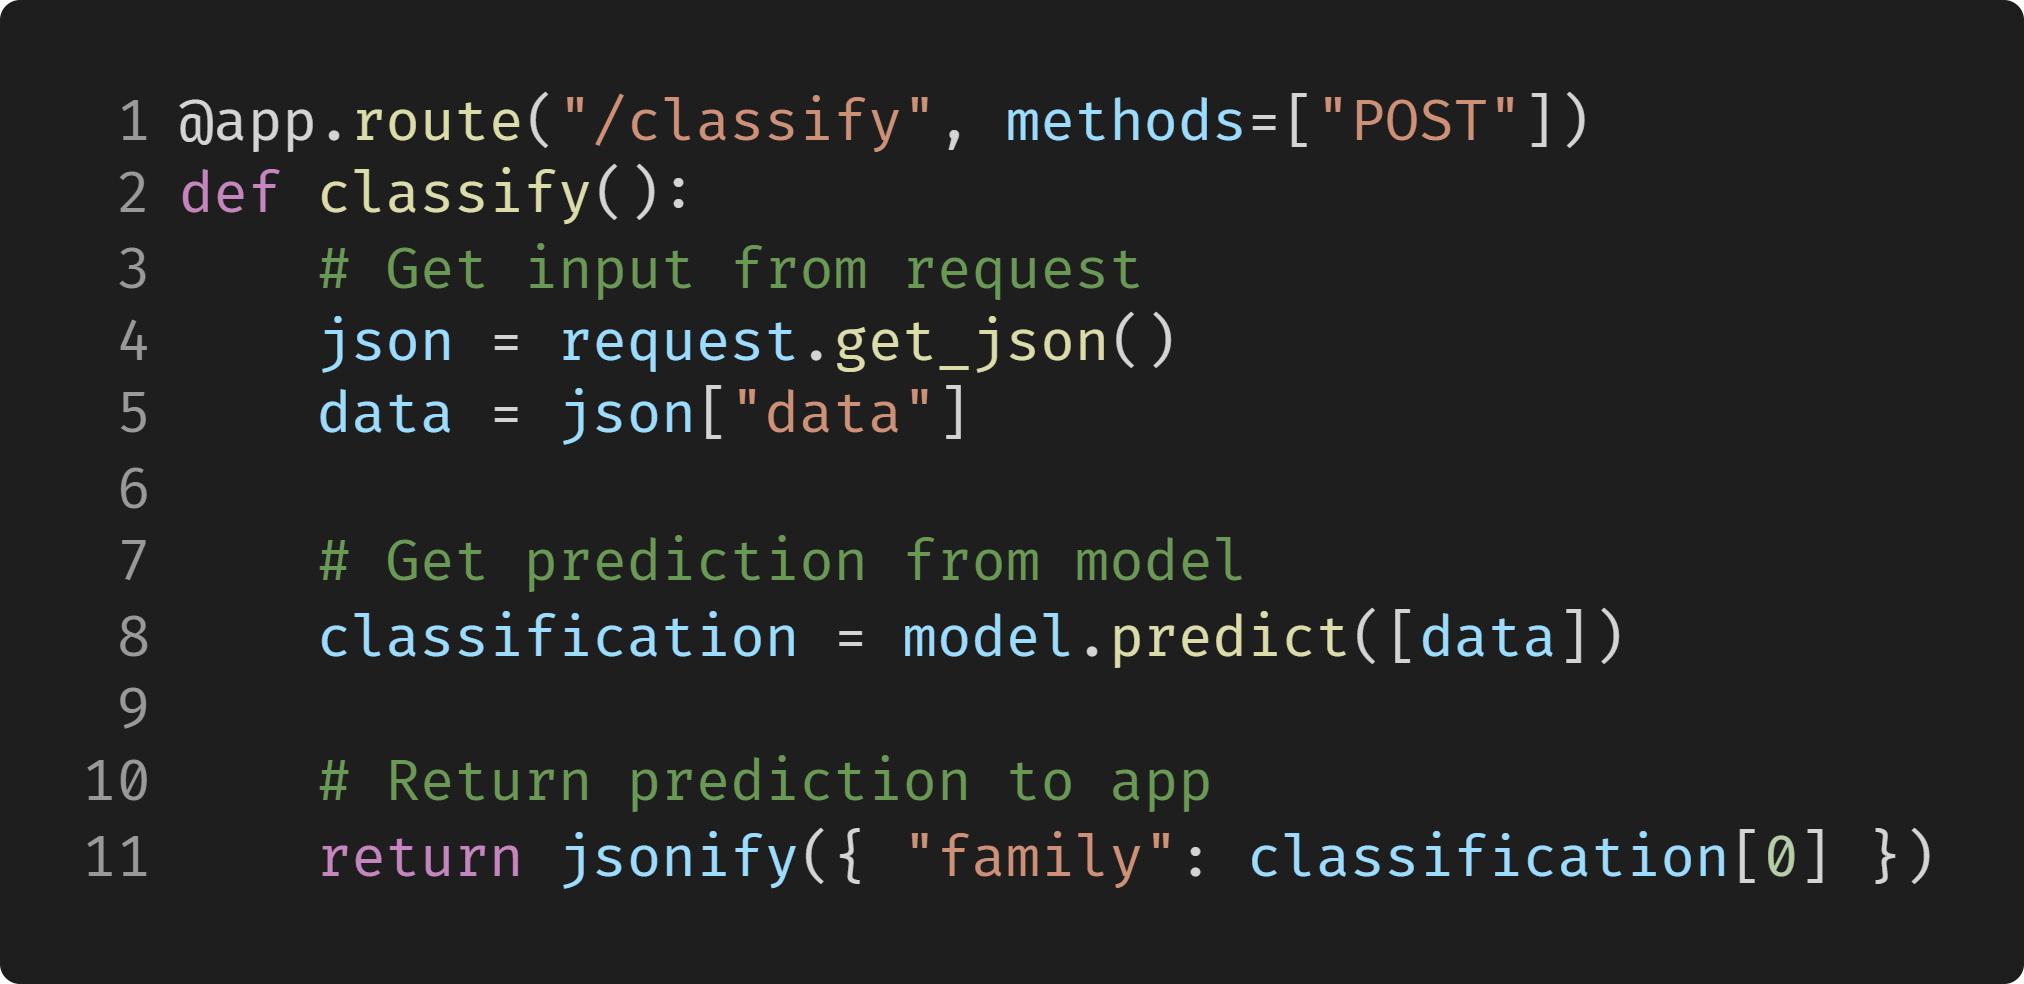 1 @app.route("/classify", methods=["POST"])
2 def classify():
3     # Get input from request
4     json = request.get_json()
5     data = json["data"]
6
7     # Get prediction from model
8     classification = model.predict([data])
9
10     # Return prediction to app
11     return jsonify({ "family": classification[0] })